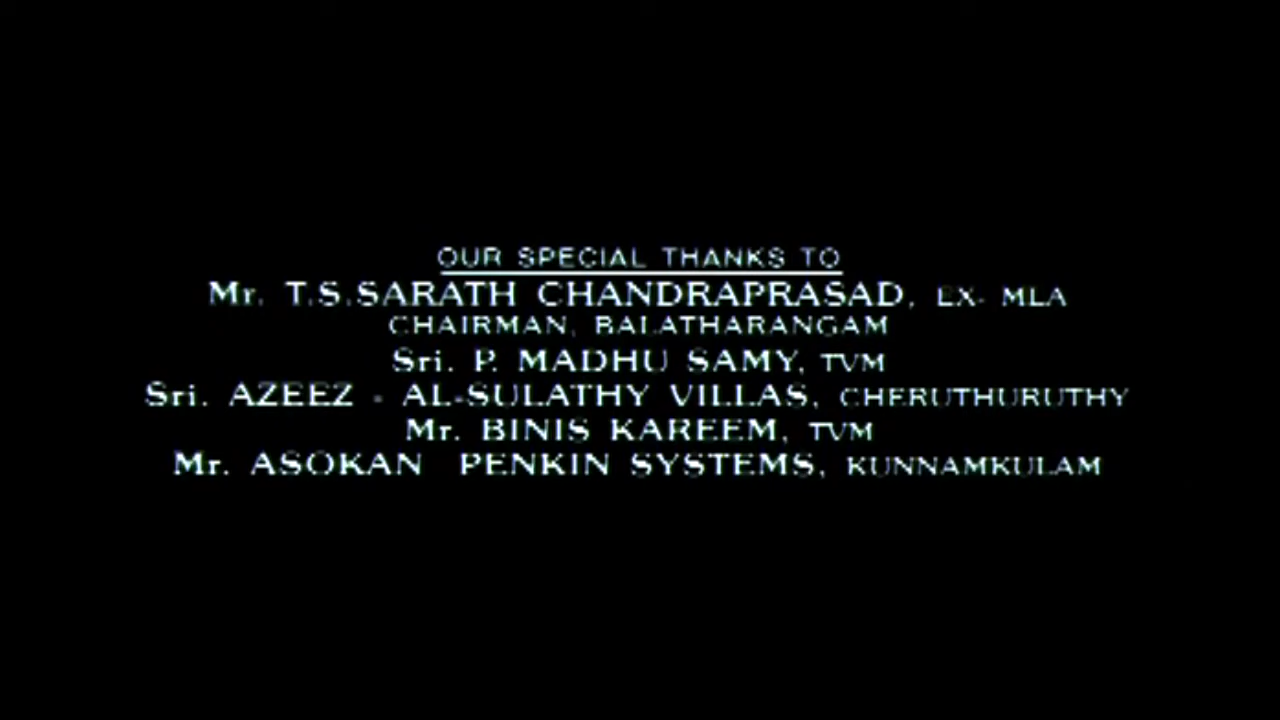 OUR SPECIAL THANKS TO
Mr. T.S.SARATH CHANDRAPRASAD, EX- MLA
CHAIRMAN, BALATHARANGAM
Sri. P. MADHU SAMY, TVM
Sri. AZEEZ - AL-SULATHY VILLAS, CHERUTHURUTHY
Mr. BINIS KAREEM, TVM
Mr. ASOKAN PENKIN SYSTEMS, KUNNAMKULAM